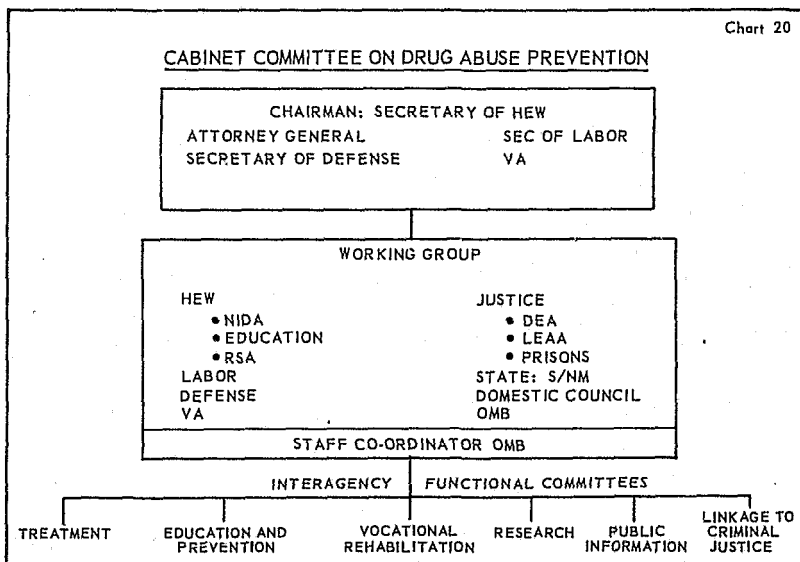 Chart 20
CABINET COMMITTEE ON DRUG ABUSE PREVENTION
CHAIRMAN: SECRETARY OF HEW
ATTORNEY GENERAL SEC OF LABOR
SECRETARY OF DEFENSE VA
WORKING GROUP
HEW JUSTICE
• NIDA • DEA
• EDUCATION • LEAA
• RSA • PRISONS
LABOR STATE: S/NM
DEFENSE DOMESTIC COUNCIL
VA OMB
STAFF CO-ORDINATOR OMB
INTERAGENCY FUNCTIONAL COMMITTEES
TREATMENT
EDUCATION AND
PREVENTION
VOCATIONAL
REHABILITATION
RESEARCH
PUBLIC
INFORMATION
LINKAGE TO
CRIMINAL
JUSTICE